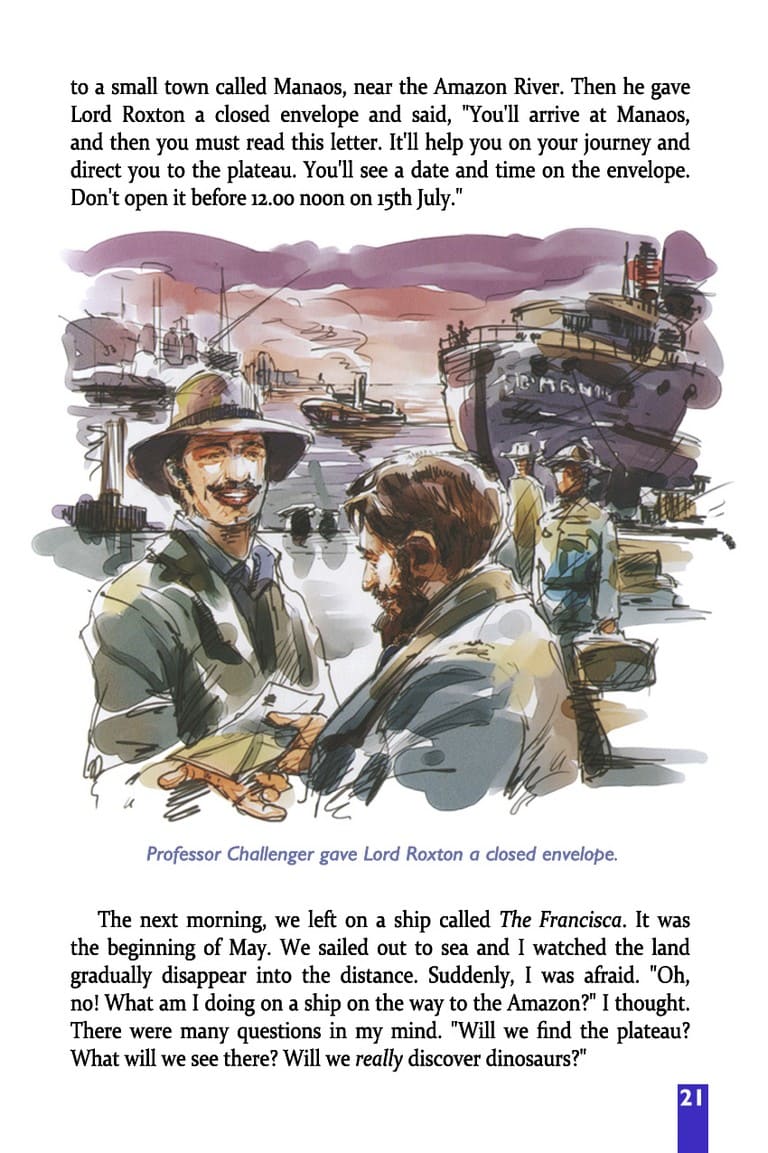 to a small town called Manaos, near the Amazon River. Then he gave
Lord Roxton a closed envelope and said, "You'll arrive at Manaos,
and then you must read this letter. It'll help you on your journey and
direct you to the plateau. You'll see a date and time on the envelope.
Don't open it before 12.00 noon on 15th July."
Professor Challenger gave Lord Roxton a closed envelope.
The next morning, we left on a ship called The Francisca. It was
the beginning of May. We sailed out to sea and I watched the land
gradually disappear into the distance. Suddenly, I was afraid. "Oh,
no! What am I doing on a ship on the way to the Amazon?" I thought.
There were many questions in my mind. "Will we find the plateau?
What will we see there? Will we really discover dinosaurs?"
21